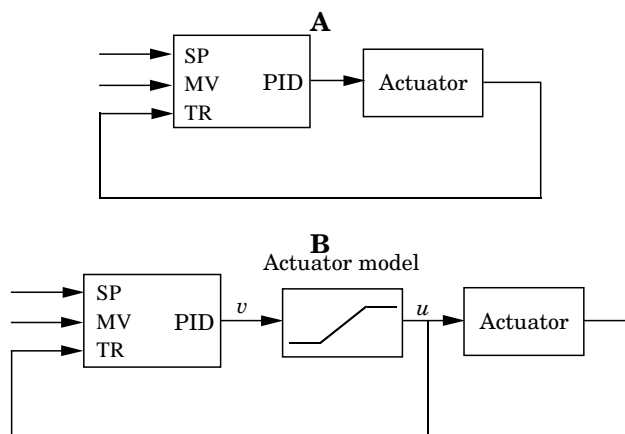 A
SP
MV
PID
TR
Actuator
B
Actuator model
SP
MV
PID
TR
v
u
Actuator